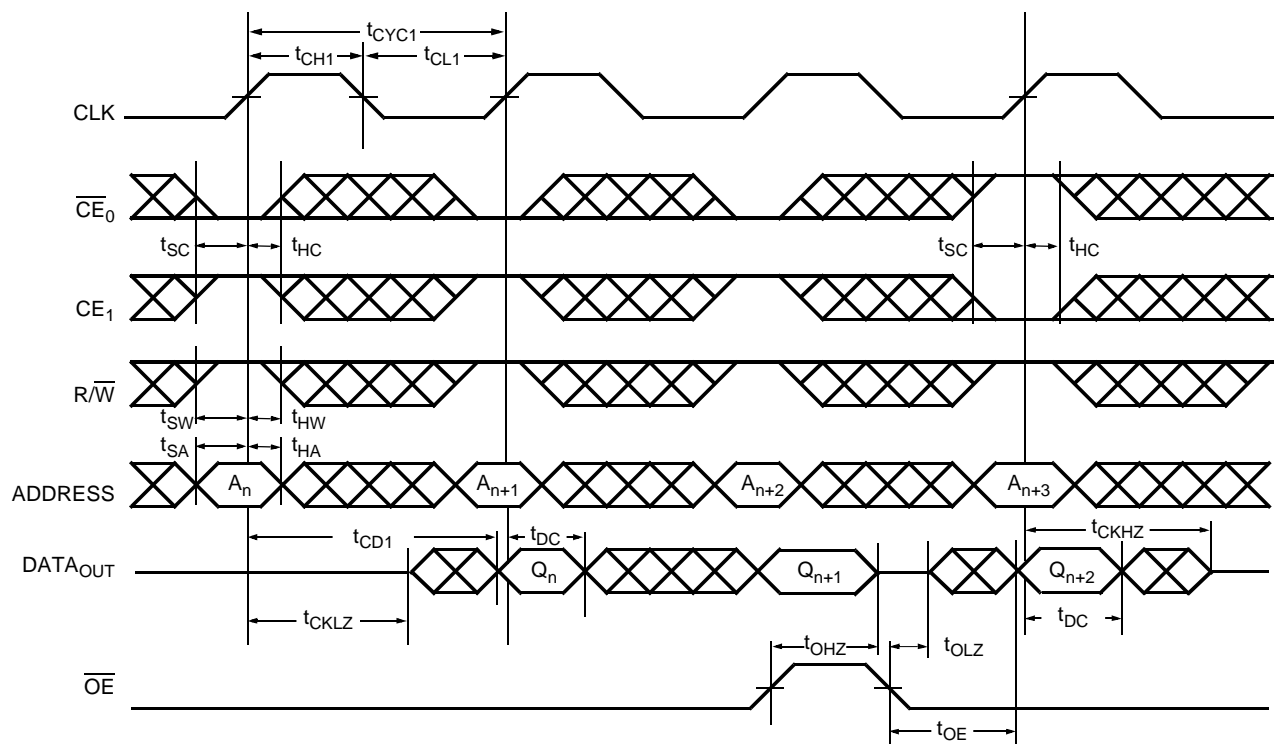 tCYC1
tCH1 tCL1
CLK
CE0
tSC tHC tSC tHC
CE1
R/W
tSW tHW
tSA tHA
ADDRESS An An+1 An+2 An+3
tCD1 tDC tCKHZ
DATAOUT Qn Qn+1 Qn+2
tCKLZ tDC
tOHZ tOLZ
OE
tOE